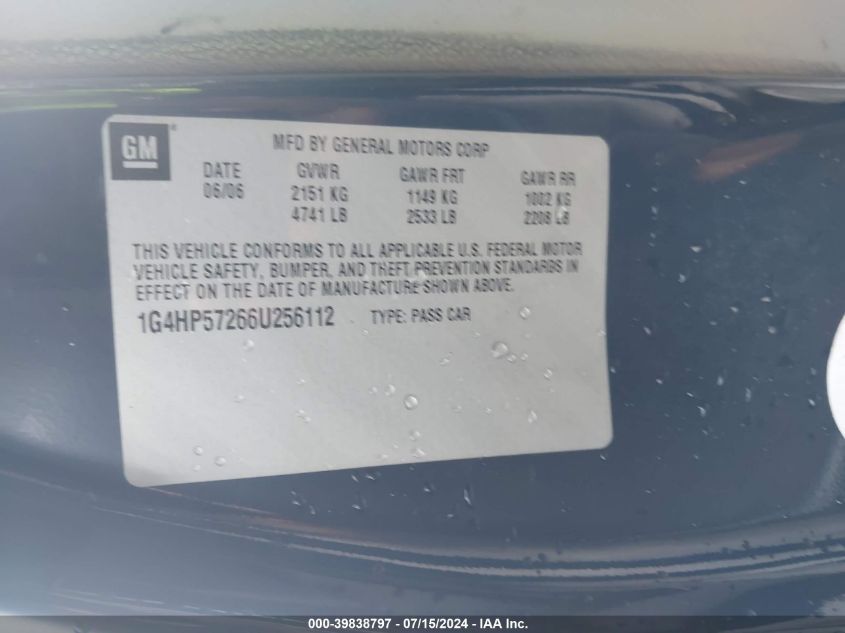 GM®
MFD BY GENERAL MOTORS CORP
DATE GVWR GAWR FRT GAWR RR
06/06 2151 KG 1149 KG 1002 KG
4741 LB 2533 LB 2208 LB
THIS VEHICLE CONFORMS TO ALL APPLICABLE U.S. FEDERAL MOTOR
VEHICLE SAFETY, BUMPER, AND THEFT PREVENTION STANDARDS IN
EFFECT ON THE DATE OF MANUFACTURE SHOWN ABOVE.
1G4HP57266U256112 TYPE: PASS CAR
000-39838797 - 07/15/2024 - IAA Inc.